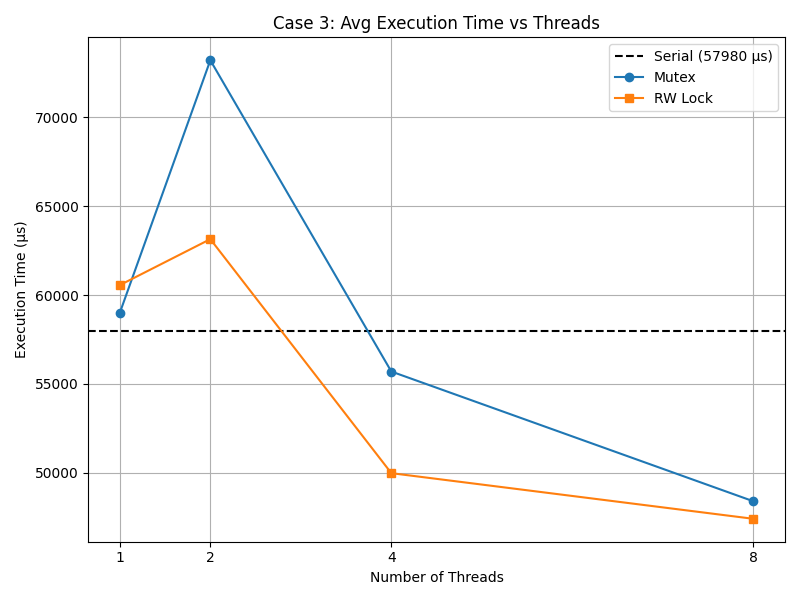 Case 3: Avg Execution Time vs Threads
Serial (57980 µs)
Mutex
RW Lock
Execution Time (µs)
70000
65000
60000
55000
50000
1 2 4 8
Number of Threads